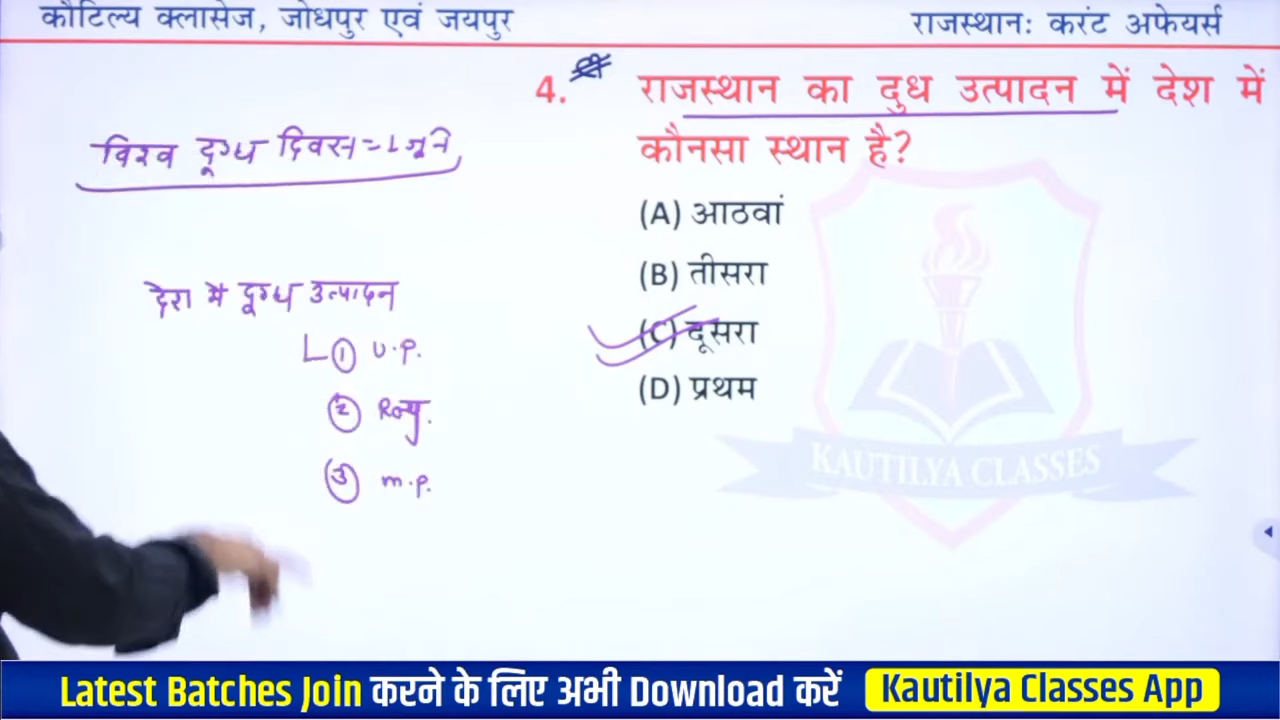 कौटिल्य क्लासेज, जोधपुर एवं जयपुर
राजस्थान: करंट अफेयर्स
4. राजस्थान का दुध उत्पादन में देश में
कौनसा स्थान है?
(A) आठवां
(B) तीसरा
(C) दूसरा
(D) प्रथम
विश्व दूग्ध दिवस = 1 जून
देश में दूग्ध उत्पादन
① U.P.
② Raj.
③ M.P.
KAUTILYA CLASSES
Latest Batches Join करने के लिए अभी Download करें Kautilya Classes App